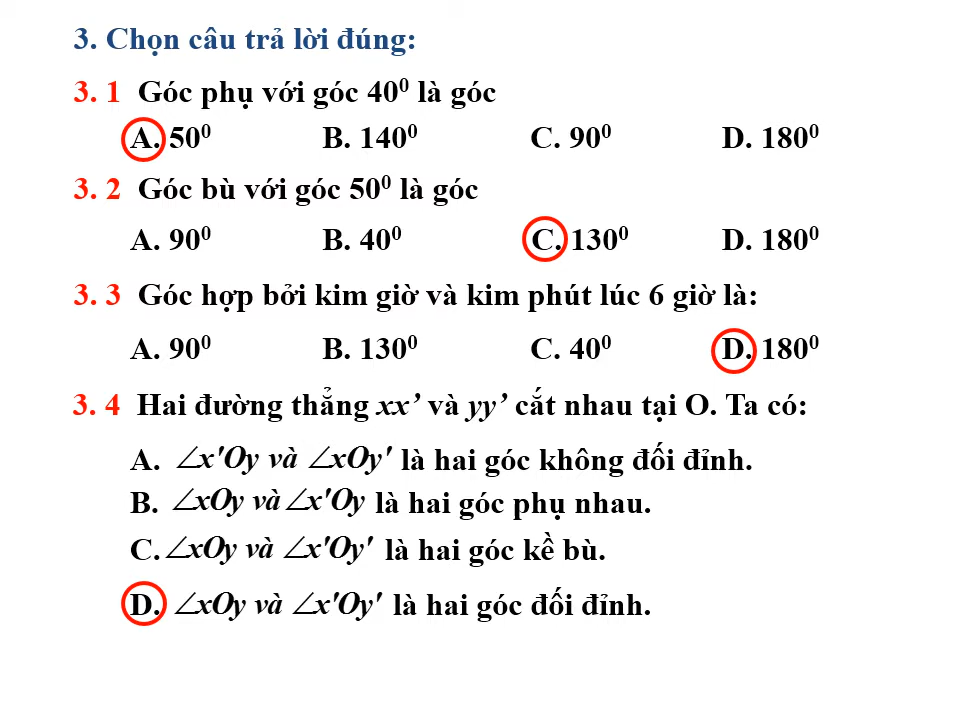 3. Chọn câu trả lời đúng:
3. 1 Góc phụ với góc 40⁰ là góc
A. 50⁰ B. 140⁰ C. 90⁰ D. 180⁰
3. 2 Góc bù với góc 50⁰ là góc
A. 90⁰ B. 40⁰ C. 130⁰ D. 180⁰
3. 3 Góc hợp bởi kim giờ và kim phút lúc 6 giờ là:
A. 90⁰ B. 130⁰ C. 40⁰ D. 180⁰
3. 4 Hai đường thẳng xx’ và yy’ cắt nhau tại O. Ta có:
A. ∠x'Oy và ∠xOy' là hai góc không đối đỉnh.
B. ∠xOy và ∠x'Oy là hai góc phụ nhau.
C. ∠xOy và ∠x'Oy' là hai góc kề bù.
D. ∠xOy và ∠x'Oy' là hai góc đối đỉnh.